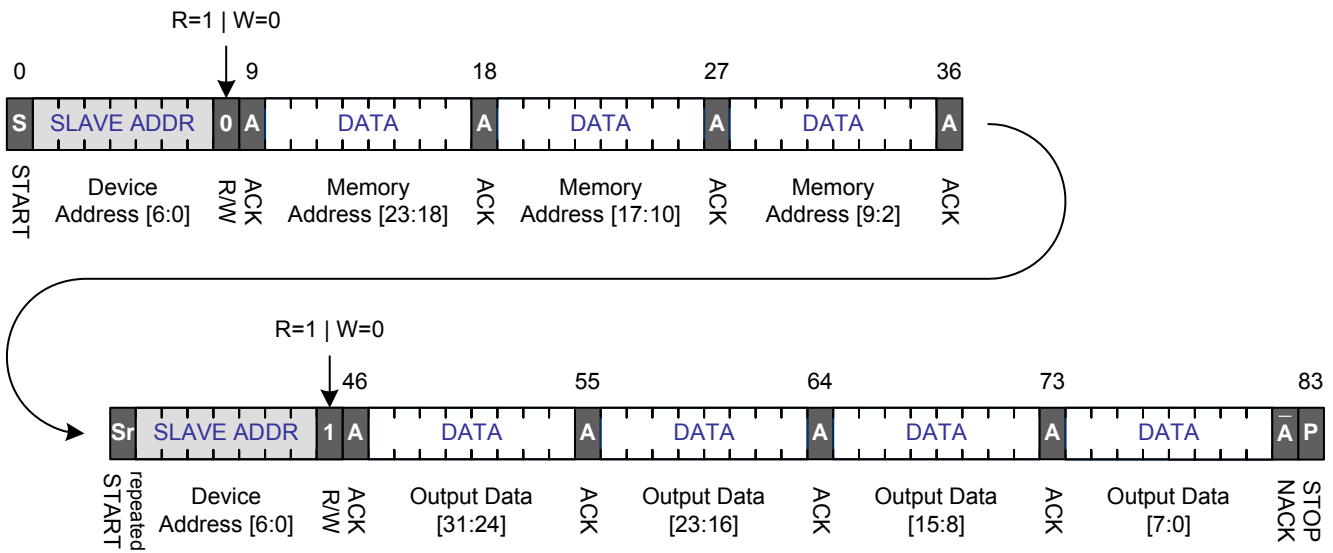 R=1 | W=0
0 9 18 27 36
S SLAVE ADDR 0 A DATA A DATA A DATA A
START Device Address [6:0] R/W ACK Memory Address [23:18] ACK Memory Address [17:10] ACK Memory Address [9:2] ACK
R=1 | W=0
46 55 64 73 83
Sr SLAVE ADDR 1 A DATA A DATA A DATA A DATA A̅ P
repeated START Device Address [6:0] R/W ACK Output Data [31:24] ACK Output Data [23:16] ACK Output Data [15:8] ACK Output Data [7:0] NACK STOP